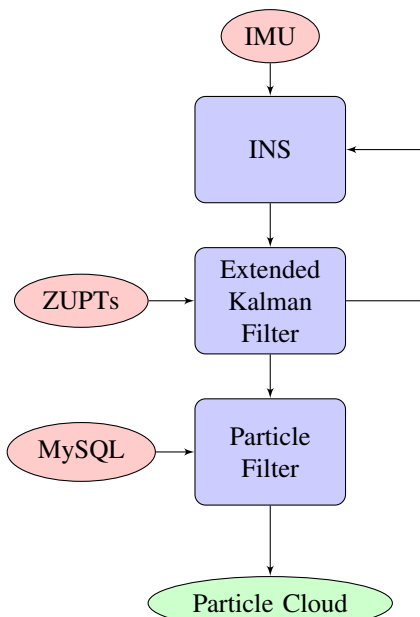 IMU
INS
Extended
Kalman
Filter
ZUPTs
Particle
Filter
MySQL
Particle Cloud